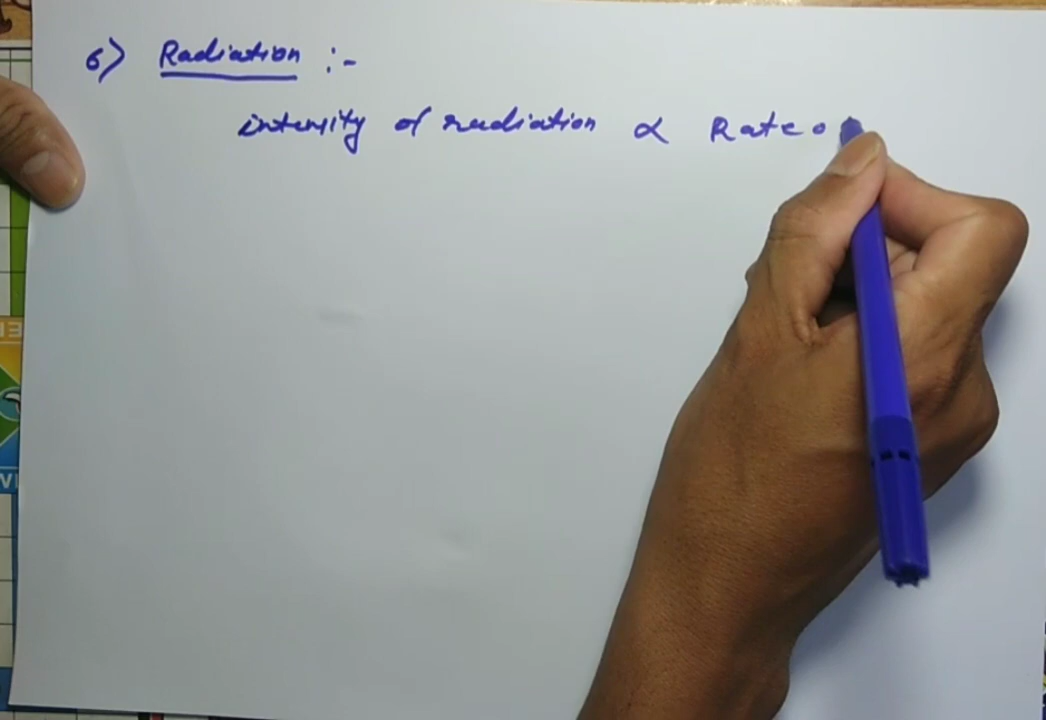 6) Radiation :-
intensity of radiation ∝ Rate o